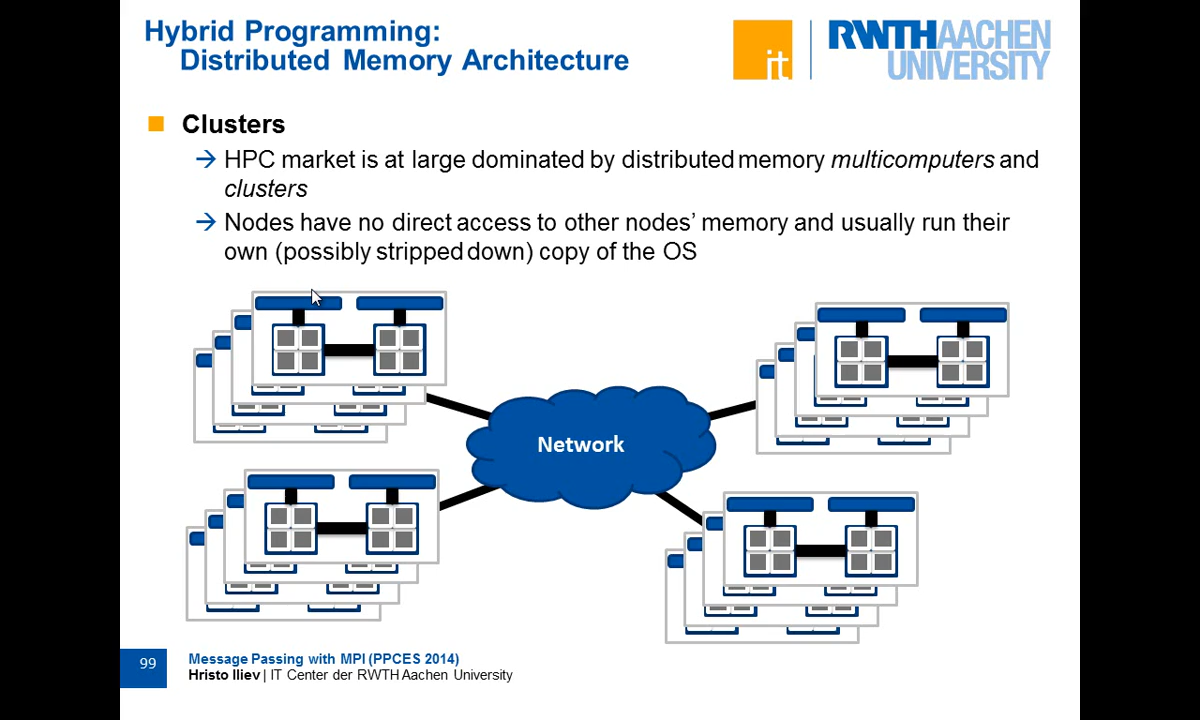 Hybrid Programming:
Distributed Memory Architecture
it
RWTHAACHEN
UNIVERSITY
Clusters
HPC market is at large dominated by distributed memory multicomputers and
clusters
Nodes have no direct access to other nodes’ memory and usually run their
own (possibly stripped down) copy of the OS
Network
99
Message Passing with MPI (PPCES 2014)
Hristo Iliev | IT Center der RWTH Aachen University